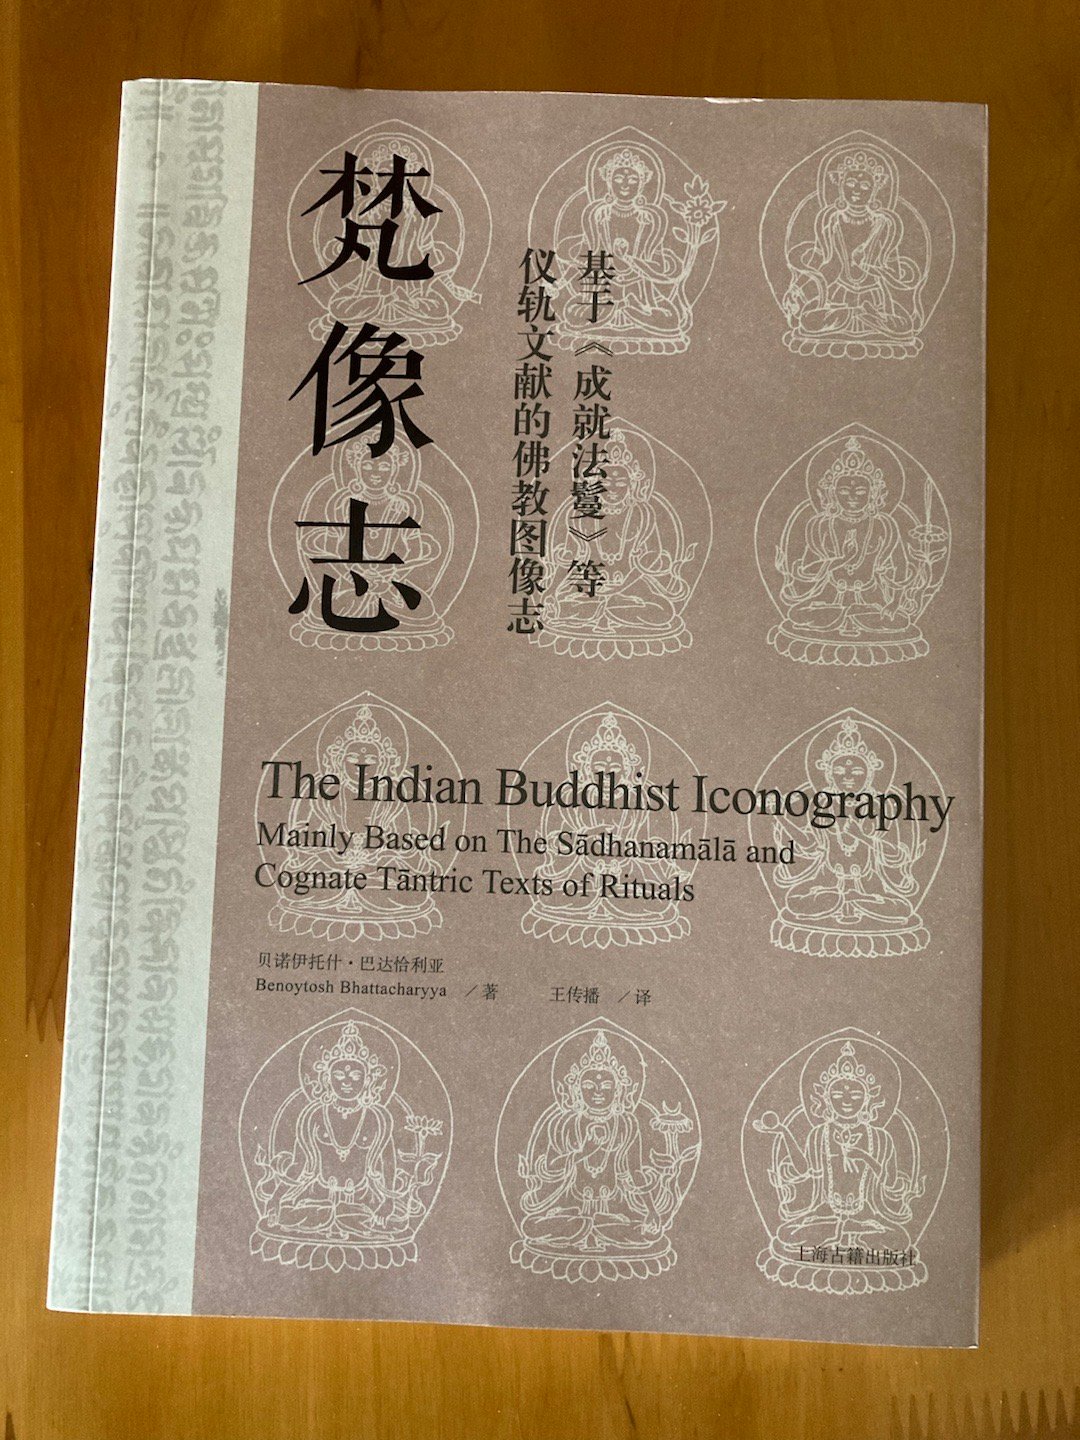 梵像志
基于《成就法鬘》等
仪轨文献的佛教图像志
The Indian Buddhist Iconography
Mainly Based on The Sādhanamālā and
Cognate Tāntric Texts of Rituals
贝诺伊托什·巴达恰利亚
Benoytosh Bhattacharyya ／著 王传播 ／译
上海古籍出版社